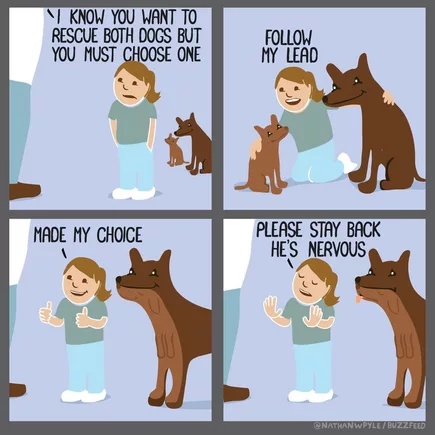 I KNOW YOU WANT TO
RESCUE BOTH DOGS BUT
YOU MUST CHOOSE ONE
FOLLOW
MY LEAD
MADE MY CHOICE
PLEASE STAY BACK
HE'S NERVOUS
@NATHANWPYLE/BUZZFEED